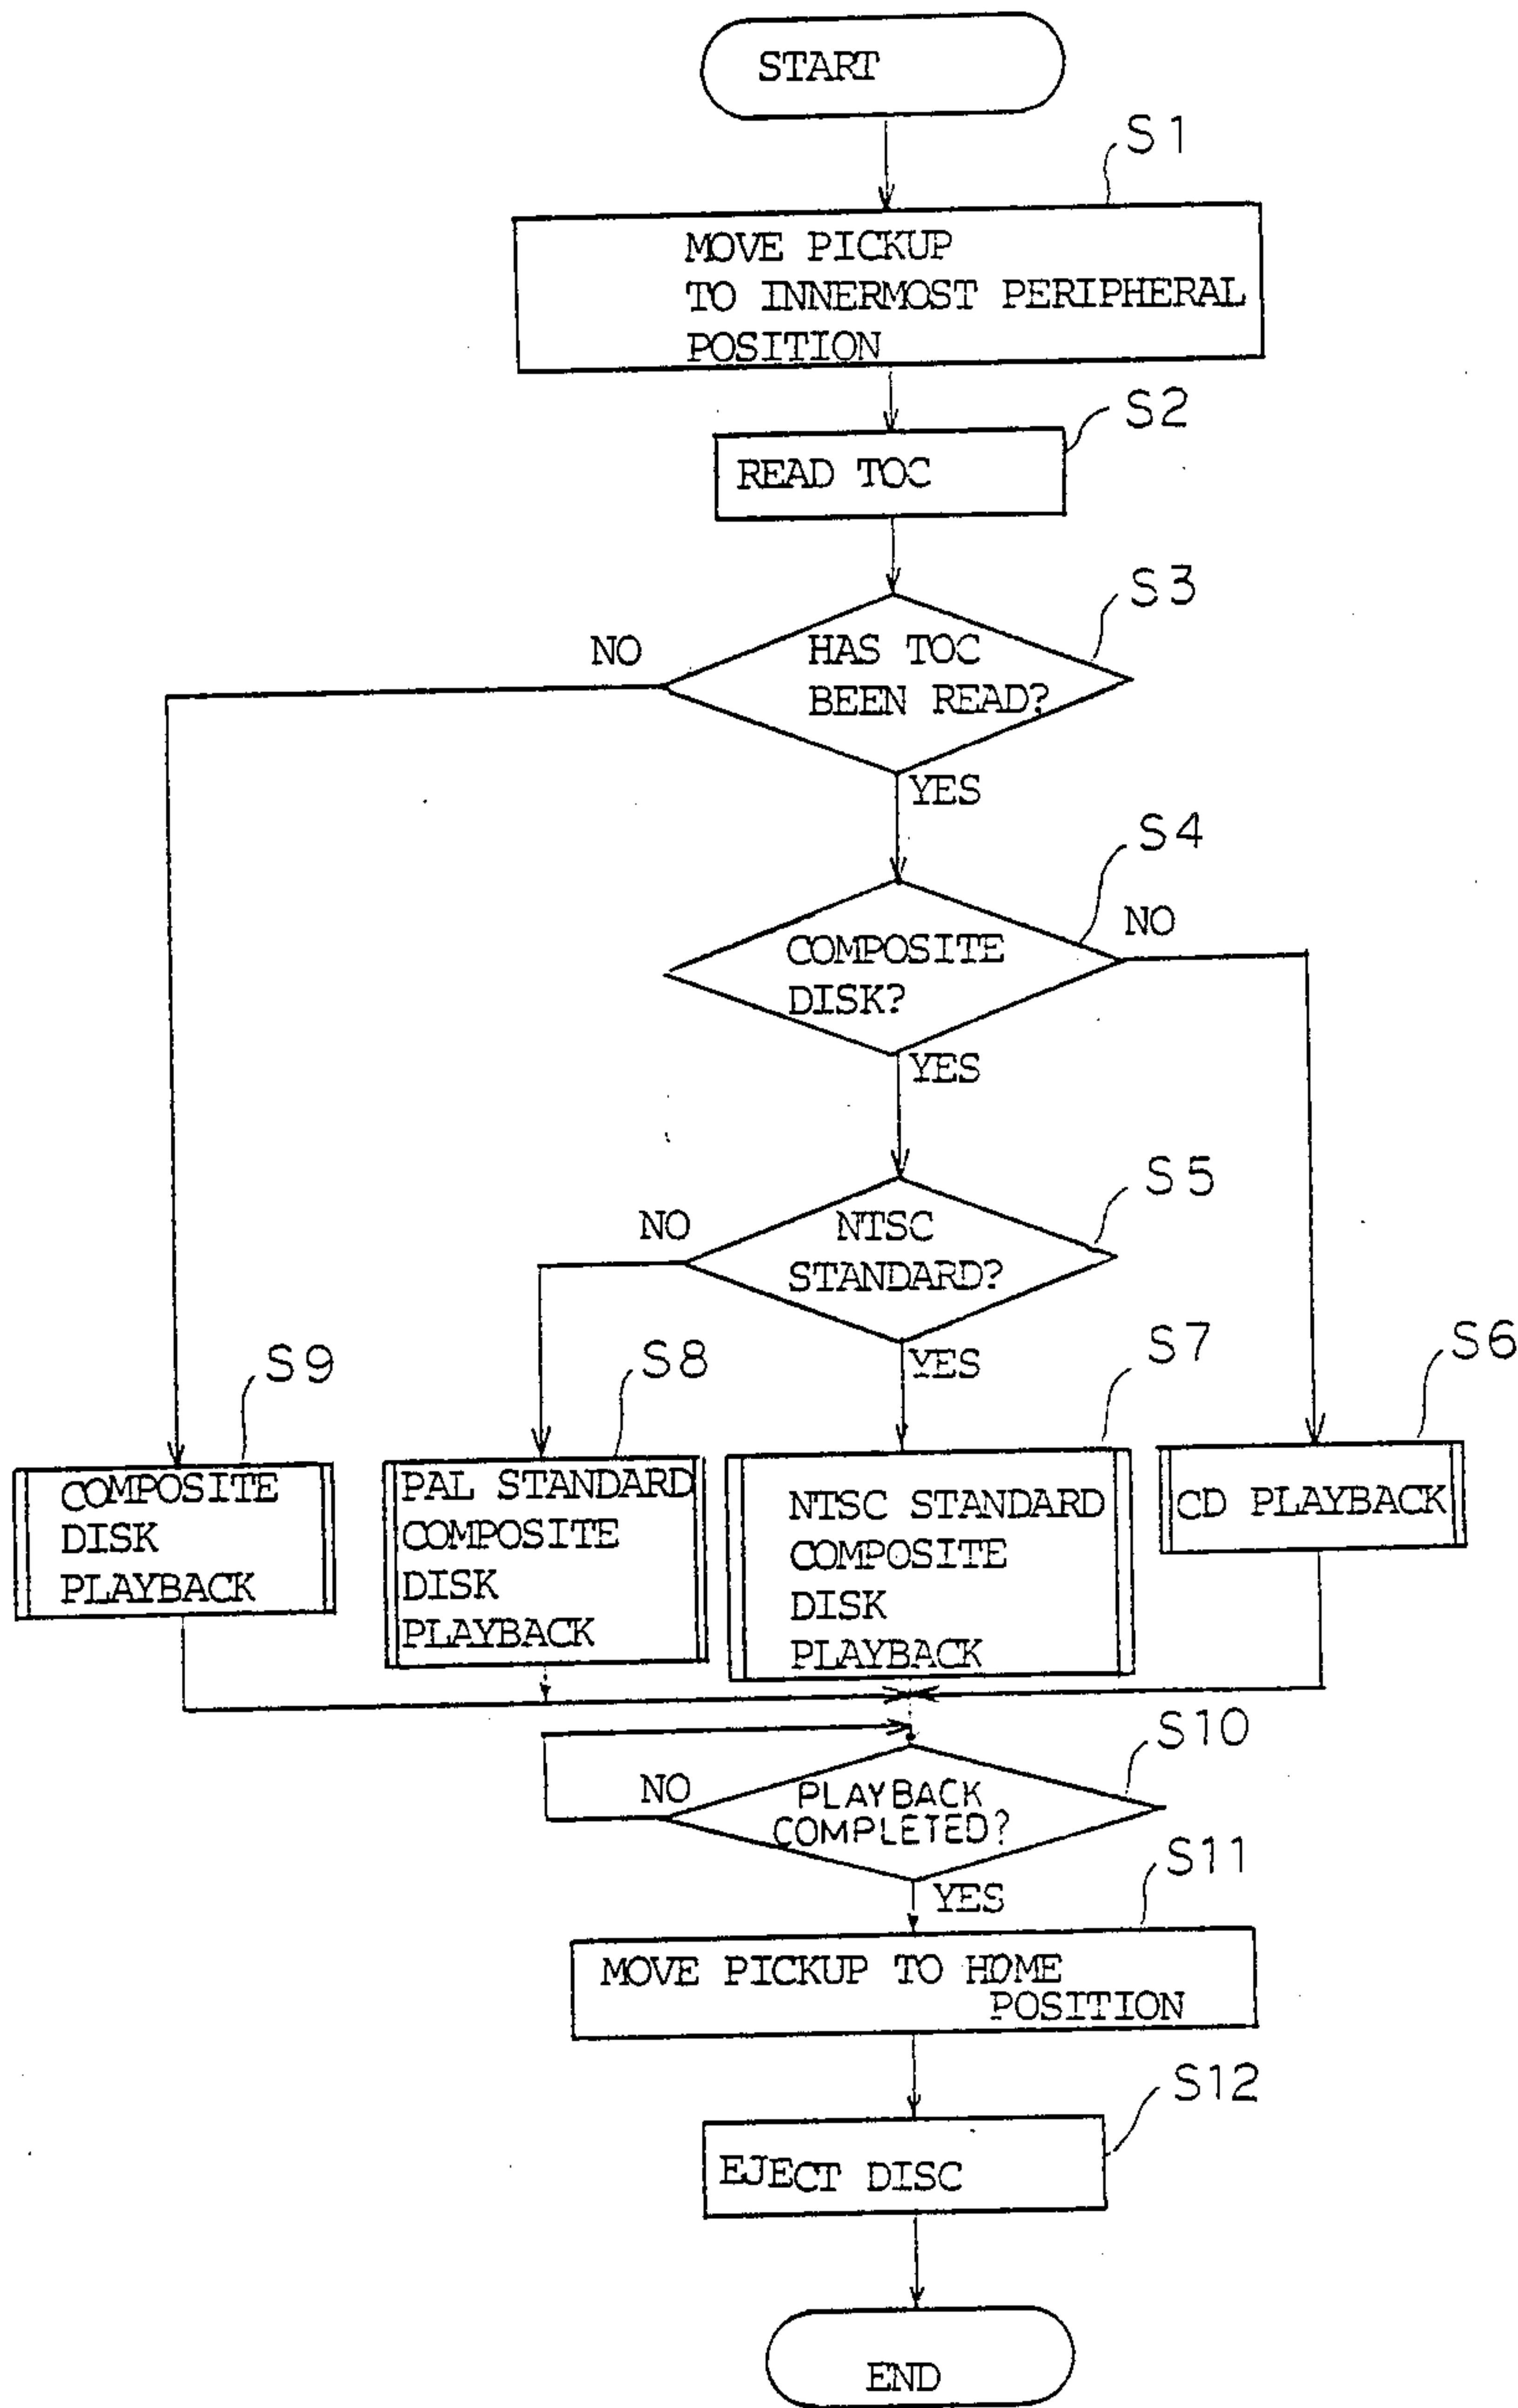 START
S1
MOVE PICKUP
TO INNERMOST PERIPHERAL
POSITION
S2
READ TOC
S3
NO
HAS TOC
BEEN READ?
YES
S4
NO
COMPOSITE
DISK?
YES
S5
NO
NTSC
STANDARD?
YES
S9
COMPOSITE
DISK
PLAYBACK
S8
PAL STANDARD
COMPOSITE
DISK
PLAYBACK
S7
NTSC STANDARD
COMPOSITE
DISK
PLAYBACK
S6
CD PLAYBACK
S10
NO
PLAYBACK
COMPLETED?
YES
S11
MOVE PICKUP TO HOME
POSITION
S12
EJECT DISC
END